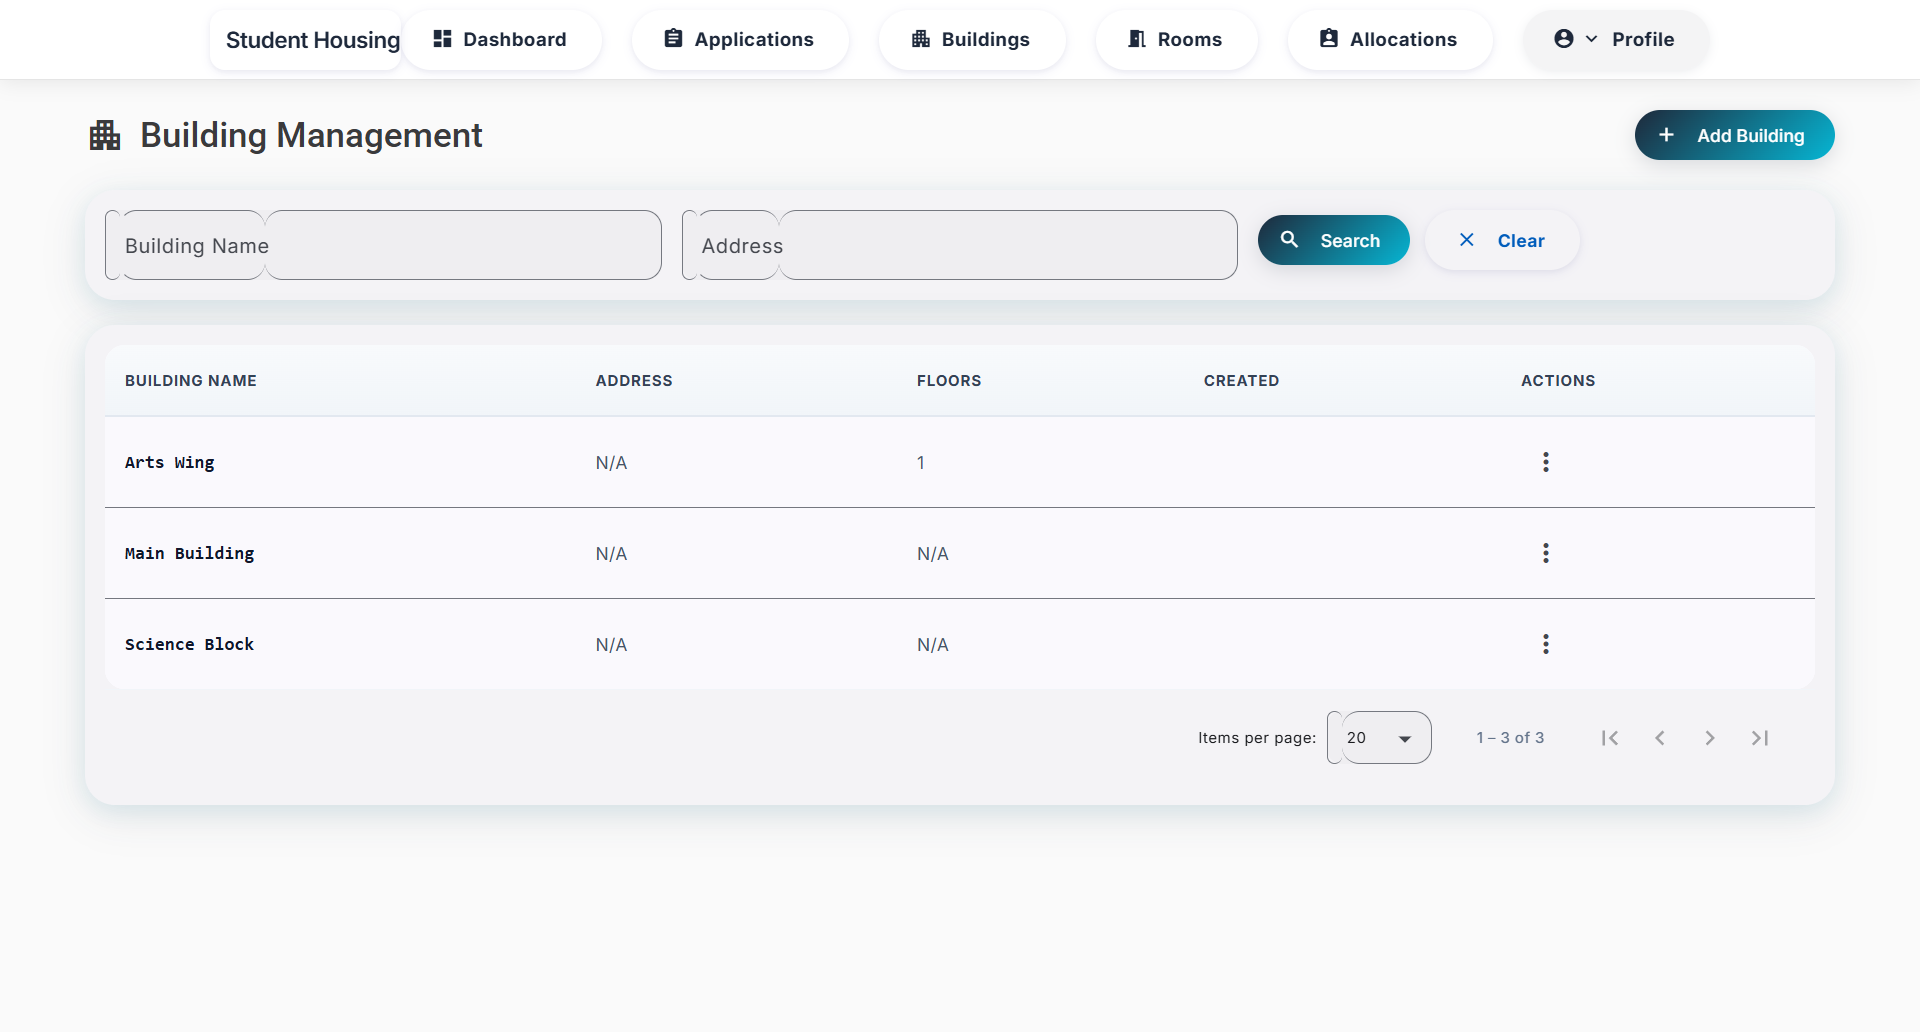 Student Housing
Dashboard
Applications
Buildings
Rooms
Allocations
Profile
Building Management
Add Building
Building Name
Address
Search
Clear
BUILDING NAME ADDRESS FLOORS CREATED ACTIONS
Arts Wing N/A 1
Main Building N/A N/A
Science Block N/A N/A
Items per page: 20 1 – 3 of 3